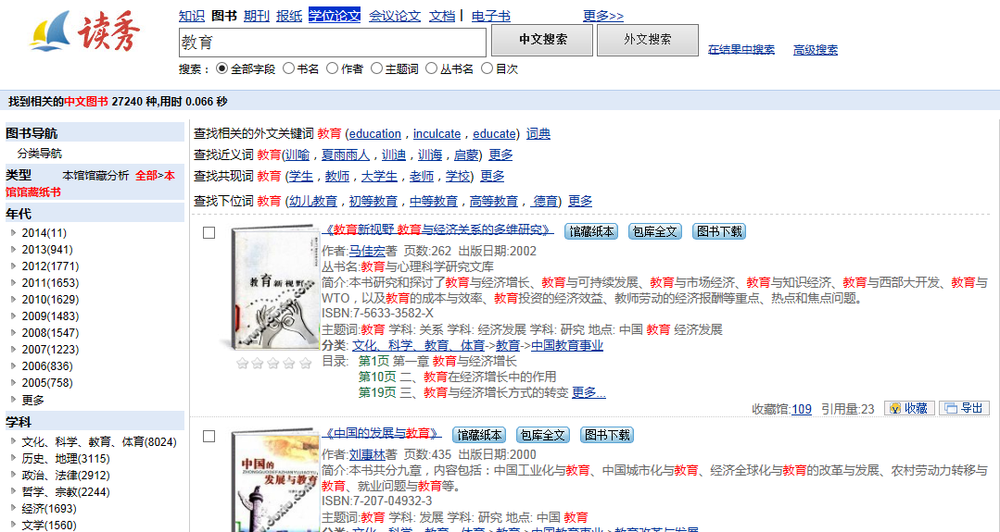 读秀
知识 图书 期刊 报纸 学位论文 会议论文 文档 | 电子书 更多>>
教育 中文搜索 外文搜索 在结果中搜索 高级搜索
搜索： 全部字段 书名 作者 主题词 丛书名 目次
找到相关的中文图书 27240 种,用时 0.066 秒
图书导航
分类导航
类型 本馆馆藏分析 全部>本
馆馆藏纸书
年代
2014(11)
2013(941)
2012(1771)
2011(1653)
2010(1629)
2009(1483)
2008(1547)
2007(1223)
2006(836)
2005(758)
更多
学科
文化、科学、教育、体育(8024)
历史、地理(3115)
政治、法律(2912)
哲学、宗教(2244)
经济(1693)
文学(1560)
查找相关的外文关键词 教育 (education，inculcate，educate) 词典
查找近义词 教育(训喻，夏雨雨人，训迪，训诲，启蒙) 更多
查找共现词 教育 (学生，教师，大学生，老师，学校) 更多
查找下位词 教育 (幼儿教育，初等教育，中等教育，高等教育， 德育) 更多
教育新视野
《教育新视野 教育与经济关系的多维研究》 馆藏纸本 包库全文 图书下载
作者:马佳宏著 页数:262 出版日期:2002
丛书名:教育与心理科学研究文库
简介:本书研究和探讨了教育与经济增长、教育与可持续发展、教育与市场经济、教育与知识经济、教育与西部大开发、教育与
WTO，以及教育的成本与效率、教育投资的经济效益、教师劳动的经济报酬等重点、热点和焦点问题。
ISBN:7-5633-3582-X
主题词:教育 学科: 关系 学科: 经济发展 学科: 研究 地点: 中国 教育 经济发展
分类: 文化、科学、教育、体育->教育->中国教育事业
目录: 第1页 第一章 教育与经济增长
第10页 二、教育在经济增长中的作用
第19页 三、教育与经济增长方式的转变 更多...
收藏馆:109 引用量:23 收藏 导出
中国的
发展与教育
《中国的发展与教育》 馆藏纸本 包库全文 图书下载
作者:刘惠林著 页数:435 出版日期:2000
简介:本书共分九章，内容包括：中国工业化与教育、中国城市化与教育、经济全球化与教育的改革与发展、农村劳动力转移与
教育、就业问题与教育等。
ISBN:7-207-04932-3
主题词:教育 学科: 发展 学科: 研究 地点: 中国 教育
分类: 文化、科学、教育、体育->教育->中国教育事业->教育改革与发展